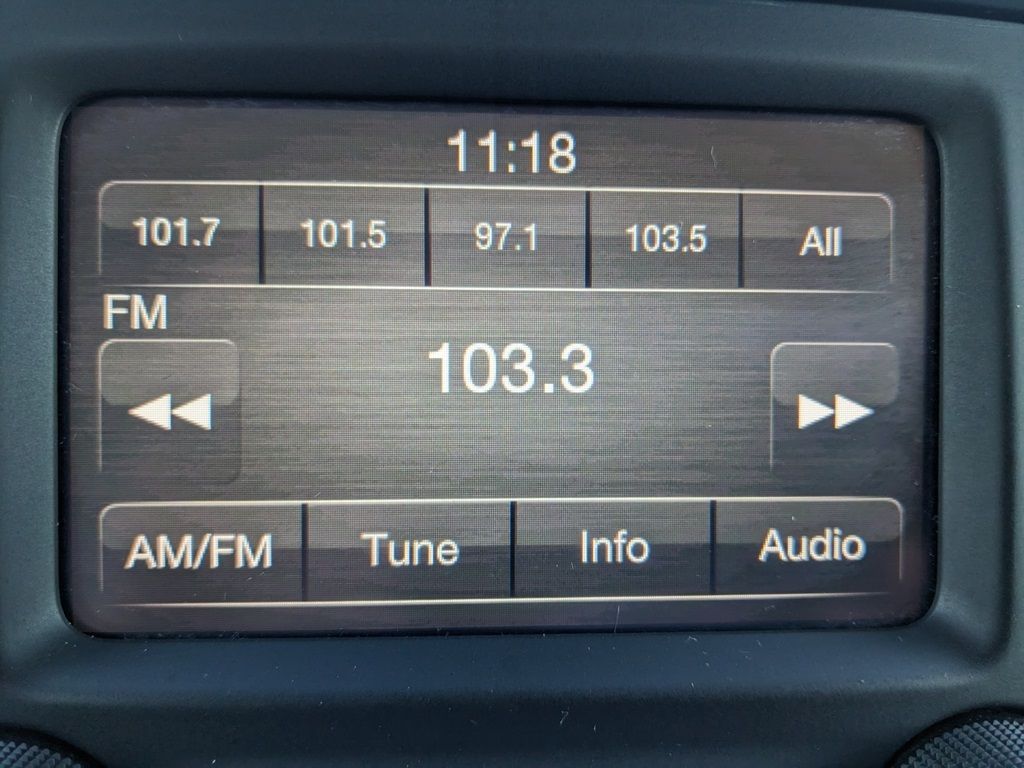 11:18
101.7 101.5 97.1 103.5 All
FM
103.3
AM/FM Tune Info Audio